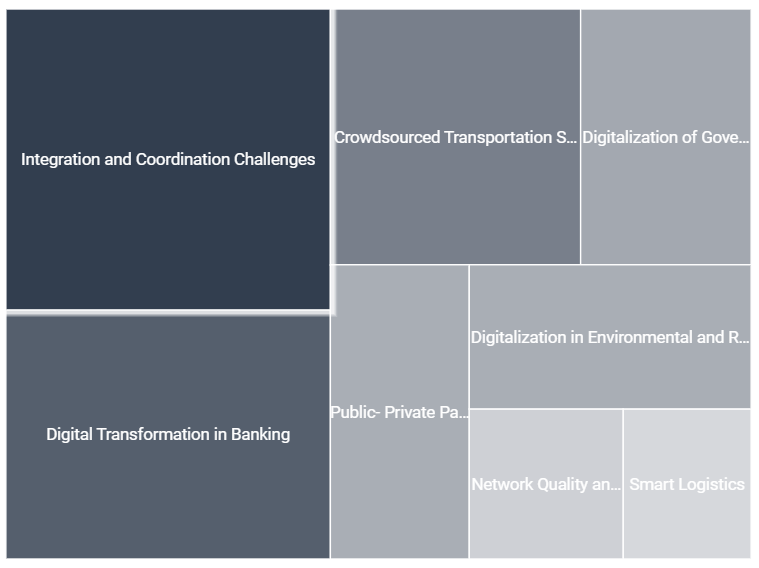 Integration and Coordination Challenges
Crowdsourced Transportation S...
Digitalization of Gove...
Digital Transformation in Banking
Public- Private Pa...
Digitalization in Environmental and R...
Network Quality an...
Smart Logistics